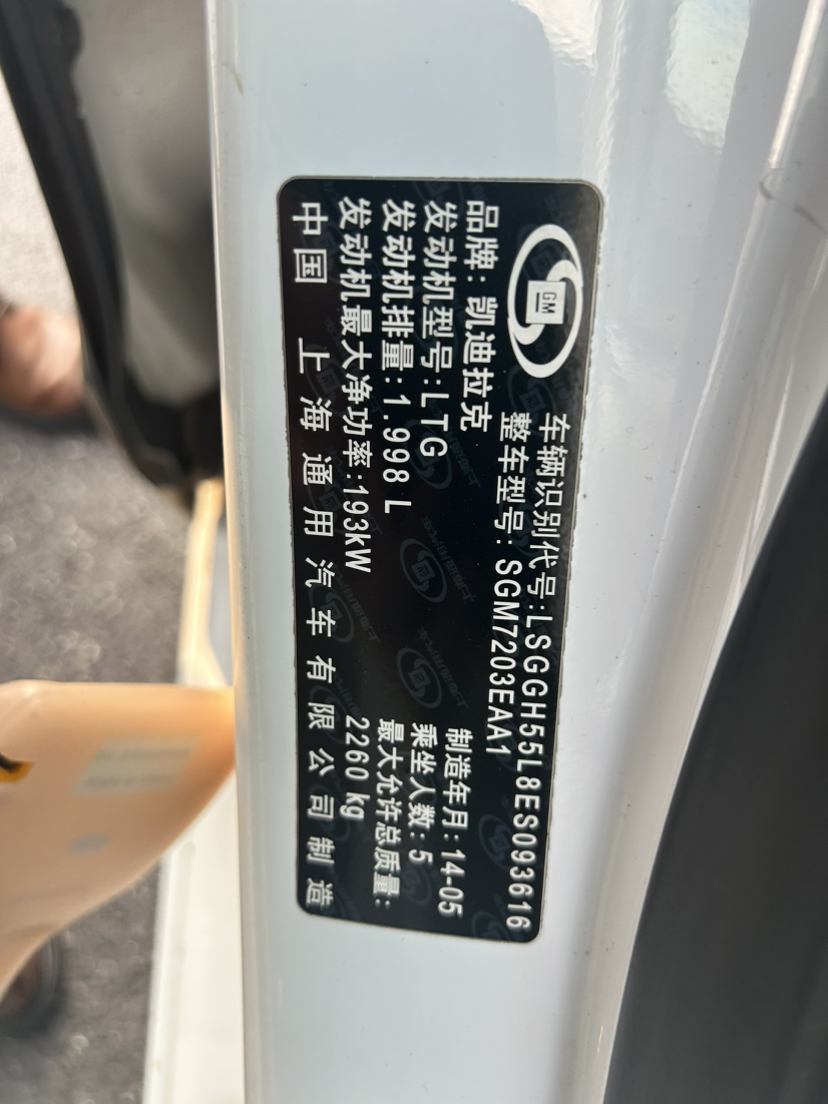 GM
车辆识别代号:LSGGH55L8ES093616
整车型号: SGM7203EAA1
品牌: 凯迪拉克
发动机型号:LTG
发动机排量:1.998 L
发动机最大净功率:193kW
制造年月:14-05
乘坐人数:5
最大允许总质量:
2260 kg
中国 上海通用汽车有限公司制造